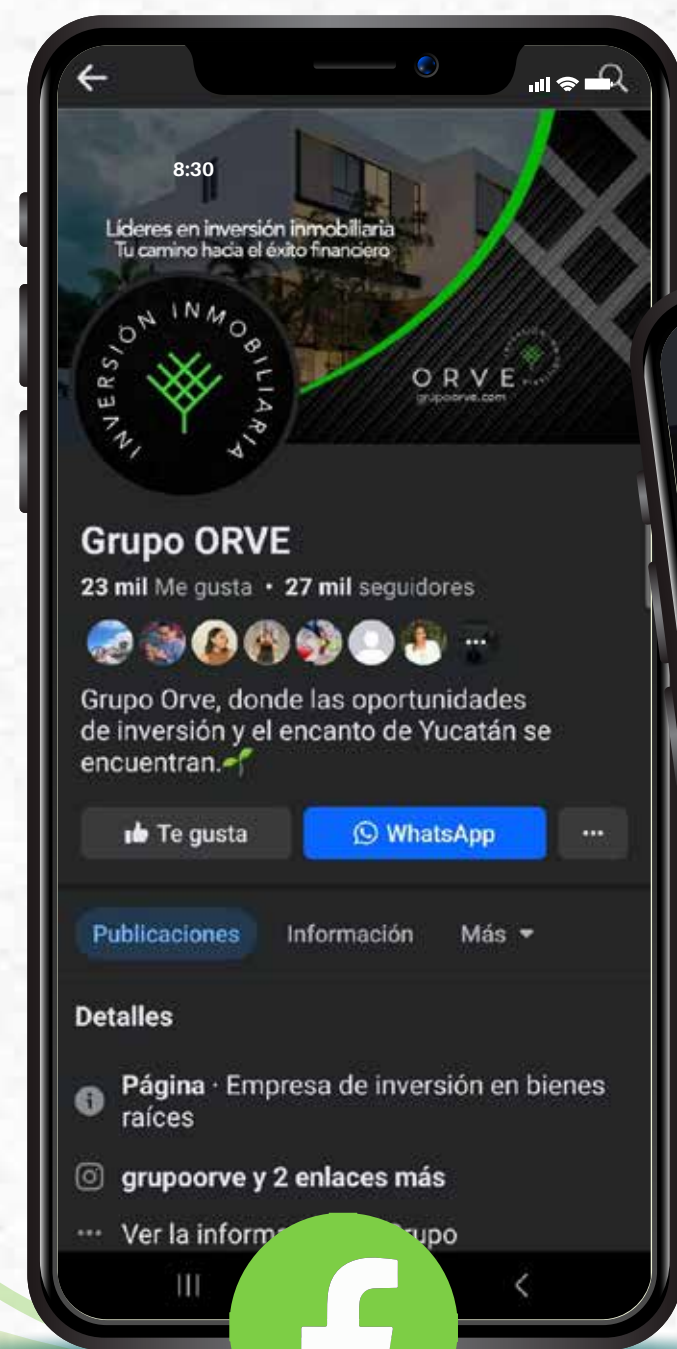 8:30
Líderes en inversión inmobiliaria
Tu camino hacia el éxito financiero
INVERSIÓN INMOBILIARIA
ORVE
grupoorve.com
Grupo ORVE
23 mil Me gusta • 27 mil seguidores
Grupo Orve, donde las oportunidades
de inversión y el encanto de Yucatán se
encuentran.
Te gusta
WhatsApp
Publicaciones
Información
Más
Detalles
Página · Empresa de inversión en bienes
raíces
grupoorve y 2 enlaces más
Ver la inform upo